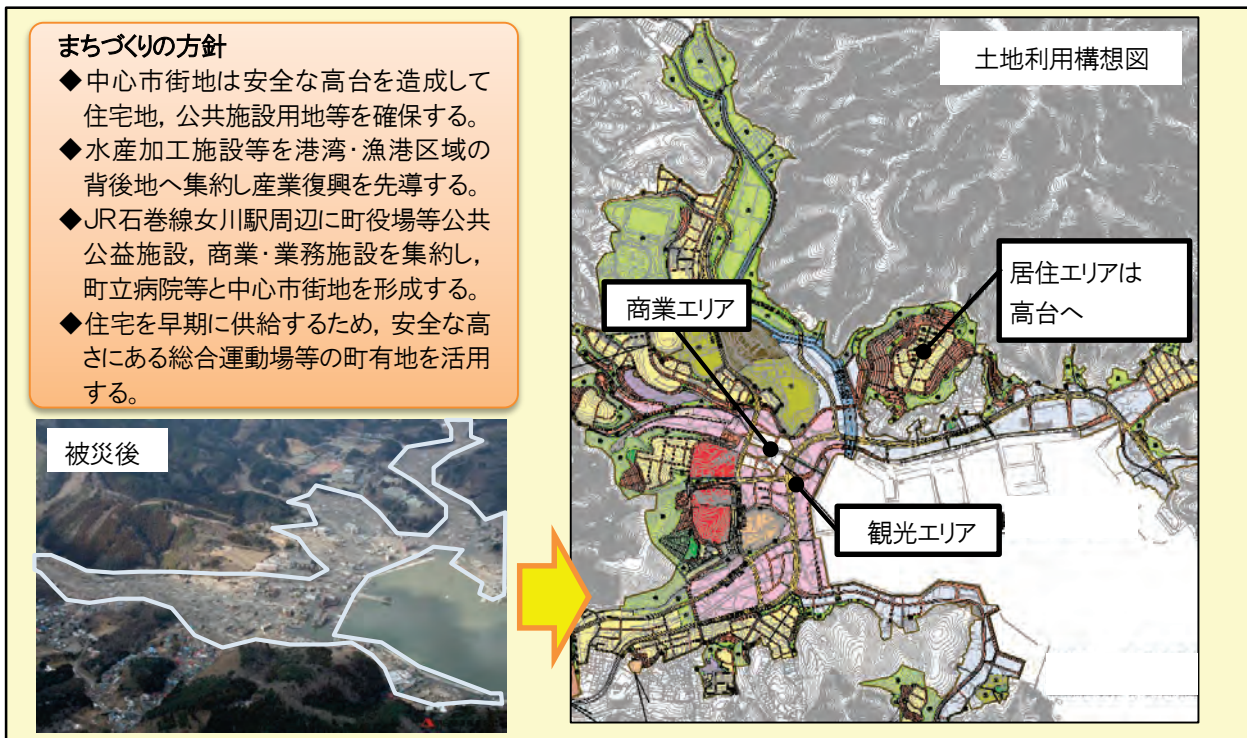 まちづくりの方針
◆中心市街地は安全な高台を造成して
住宅地，公共施設用地等を確保する。
◆水産加工施設等を港湾・漁港区域の
背後地へ集約し産業復興を先導する。
◆JR石巻線女川駅周辺に町役場等公共
公益施設，商業・業務施設を集約し，
町立病院等と中心市街地を形成する。
◆住宅を早期に供給するため，安全な高
さにある総合運動場等の町有地を活用
する。
被災後
土地利用構想図
商業エリア
居住エリアは
高台へ
観光エリア